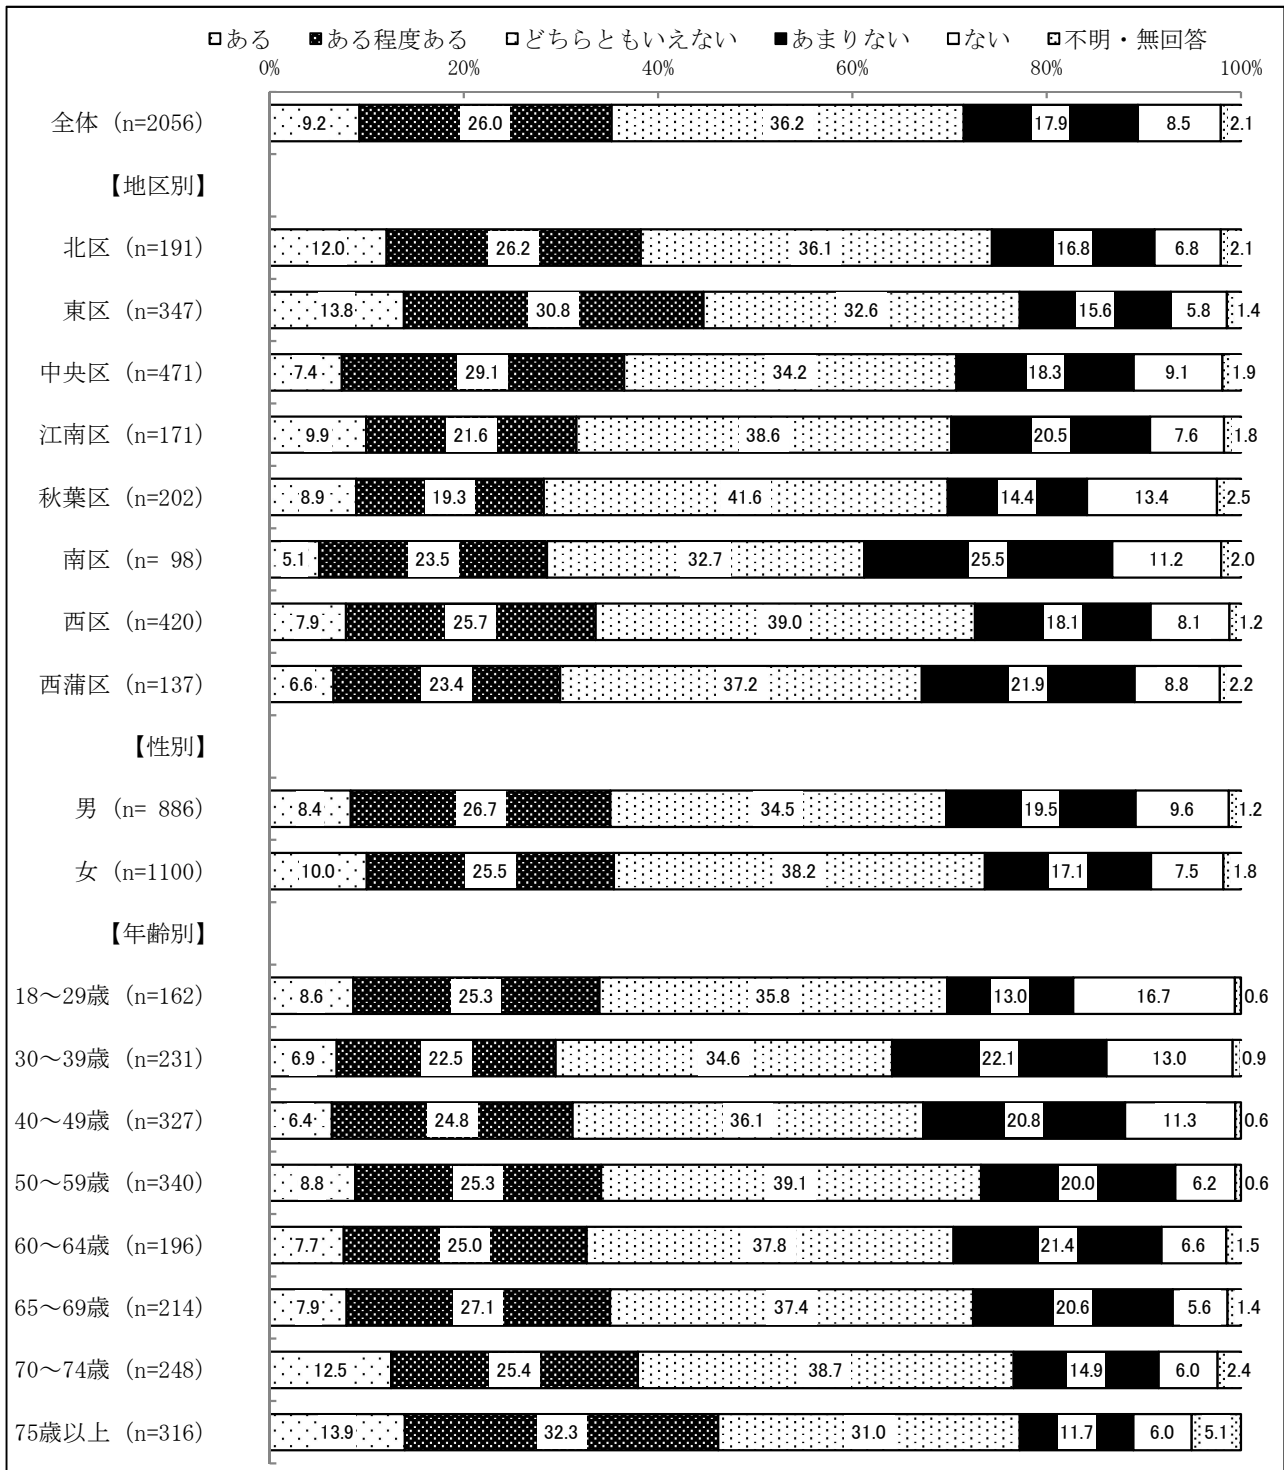 ある ある程度ある どちらともいえない あまりない ない 不明・無回答
0% 20% 40% 60% 80% 100%
全体 (n=2056) 9.2 26.0 36.2 17.9 8.5 2.1
【地区別】
北区 (n=191) 12.0 26.2 36.1 16.8 6.8 2.1
東区 (n=347) 13.8 30.8 32.6 15.6 5.8 1.4
中央区 (n=471) 7.4 29.1 34.2 18.3 9.1 1.9
江南区 (n=171) 9.9 21.6 38.6 20.5 7.6 1.8
秋葉区 (n=202) 8.9 19.3 41.6 14.4 13.4 2.5
南区 (n= 98) 5.1 23.5 32.7 25.5 11.2 2.0
西区 (n=420) 7.9 25.7 39.0 18.1 8.1 1.2
西蒲区 (n=137) 6.6 23.4 37.2 21.9 8.8 2.2
【性別】
男 (n= 886) 8.4 26.7 34.5 19.5 9.6 1.2
女 (n=1100) 10.0 25.5 38.2 17.1 7.5 1.8
【年齢別】
18～29歳 (n=162) 8.6 25.3 35.8 13.0 16.7 0.6
30～39歳 (n=231) 6.9 22.5 34.6 22.1 13.0 0.9
40～49歳 (n=327) 6.4 24.8 36.1 20.8 11.3 0.6
50～59歳 (n=340) 8.8 25.3 39.1 20.0 6.2 0.6
60～64歳 (n=196) 7.7 25.0 37.8 21.4 6.6 1.5
65～69歳 (n=214) 7.9 27.1 37.4 20.6 5.6 1.4
70～74歳 (n=248) 12.5 25.4 38.7 14.9 6.0 2.4
75歳以上 (n=316) 13.9 32.3 31.0 11.7 6.0 5.1